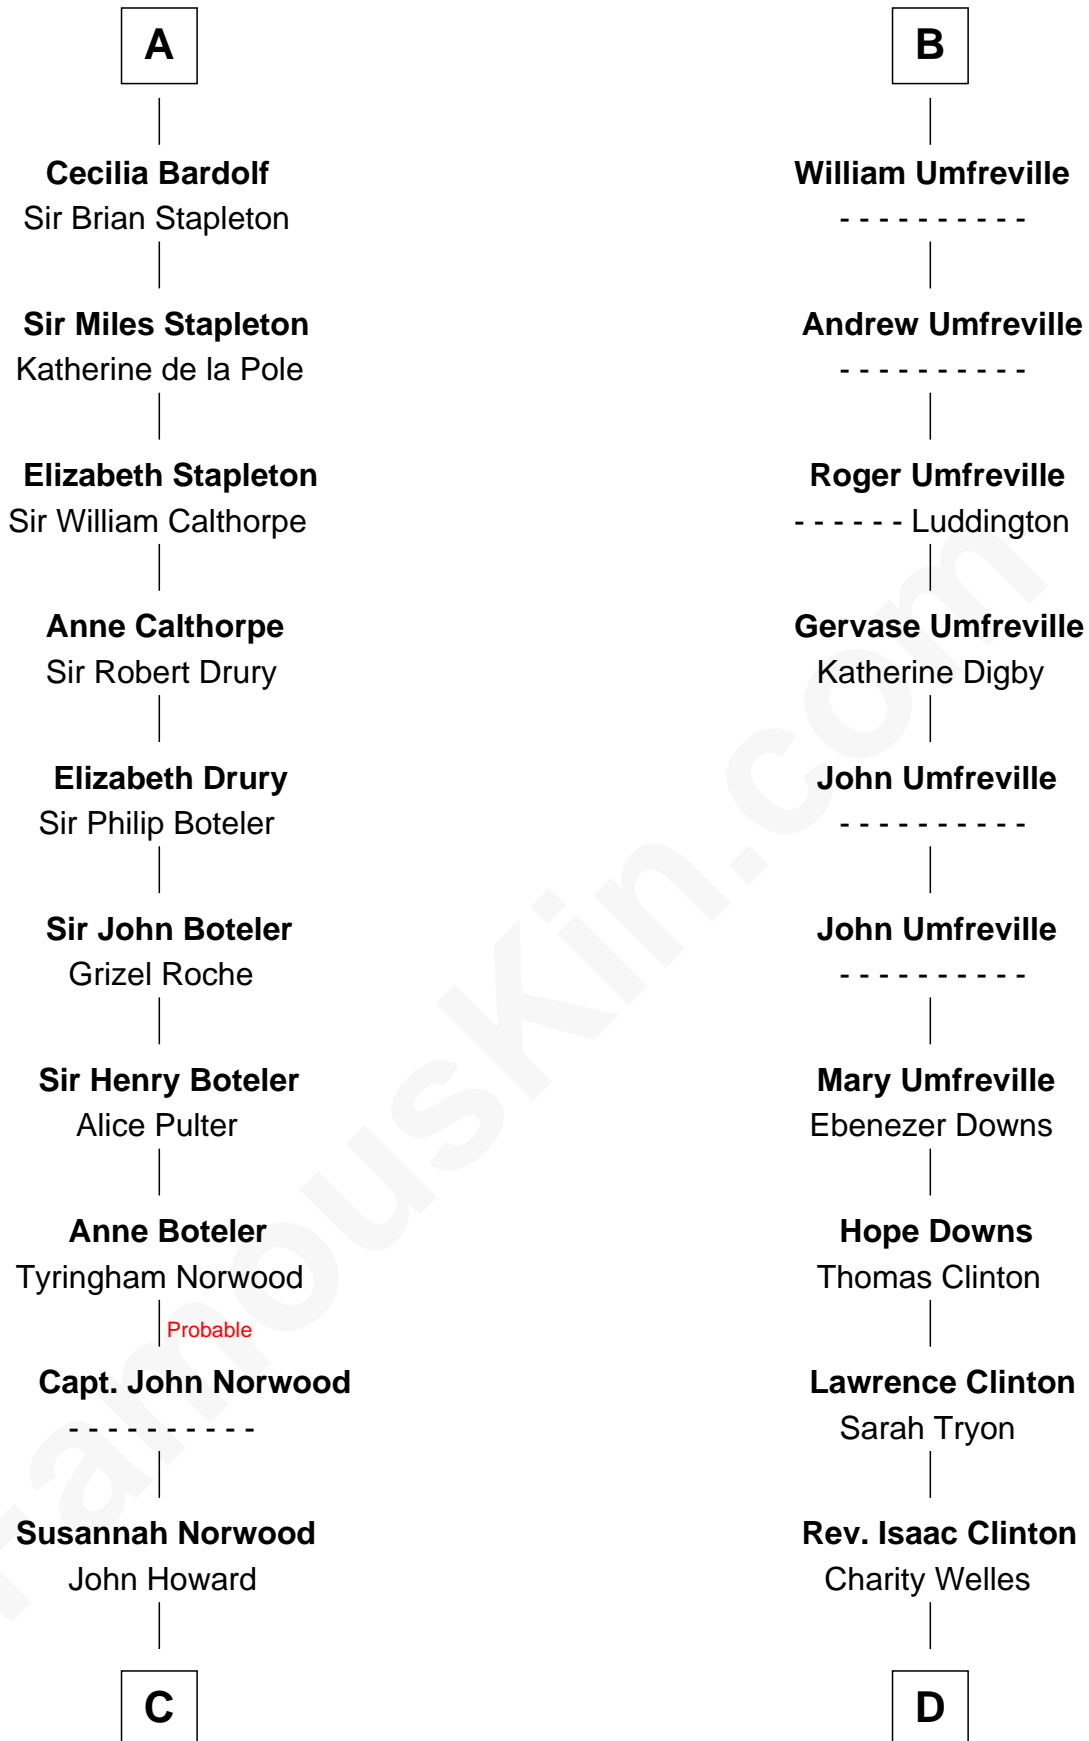 A
B
Cecilia Bardolf
Sir Brian Stapleton
William Umfreville
- - - - - - - - - -
Sir Miles Stapleton
Katherine de la Pole
Andrew Umfreville
- - - - - - - - - -
Elizabeth Stapleton
Sir William Calthorpe
Roger Umfreville
- - - - - - Luddington
Anne Calthorpe
Sir Robert Drury
Gervase Umfreville
Katherine Digby
Elizabeth Drury
Sir Philip Boteler
John Umfreville
- - - - - - - - - -
Sir John Boteler
Grizel Roche
John Umfreville
- - - - - - - - - -
Sir Henry Boteler
Alice Pulter
Mary Umfreville
Ebenezer Downs
Anne Boteler
Tyringham Norwood
Probable
Hope Downs
Thomas Clinton
Capt. John Norwood
- - - - - - - - - -
Lawrence Clinton
Sarah Tryon
Susannah Norwood
John Howard
Rev. Isaac Clinton
Charity Welles
C
D
FamousKin.com